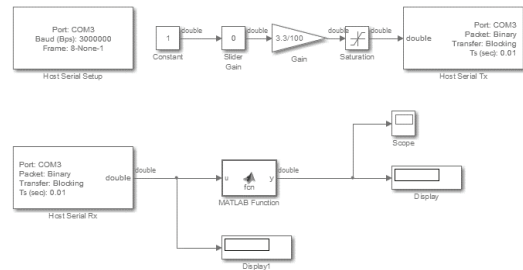 Port: COM3
Baud (Bps): 3000000
Frame: 8-None-1
Host Serial Setup
1
Constant
double
0
Slider
Gain
double
3.3/100
Gain
double
Saturation
double
double
Port: COM3
Packet: Binary
Transfer: Blocking
Ts (sec): 0.01
Host Serial Tx
Port: COM3
Packet: Binary
Transfer: Blocking
Ts (sec): 0.01
double
Host Serial Rx
double
u
fcn
y
MATLAB Function
double
Scope
Display
Display1